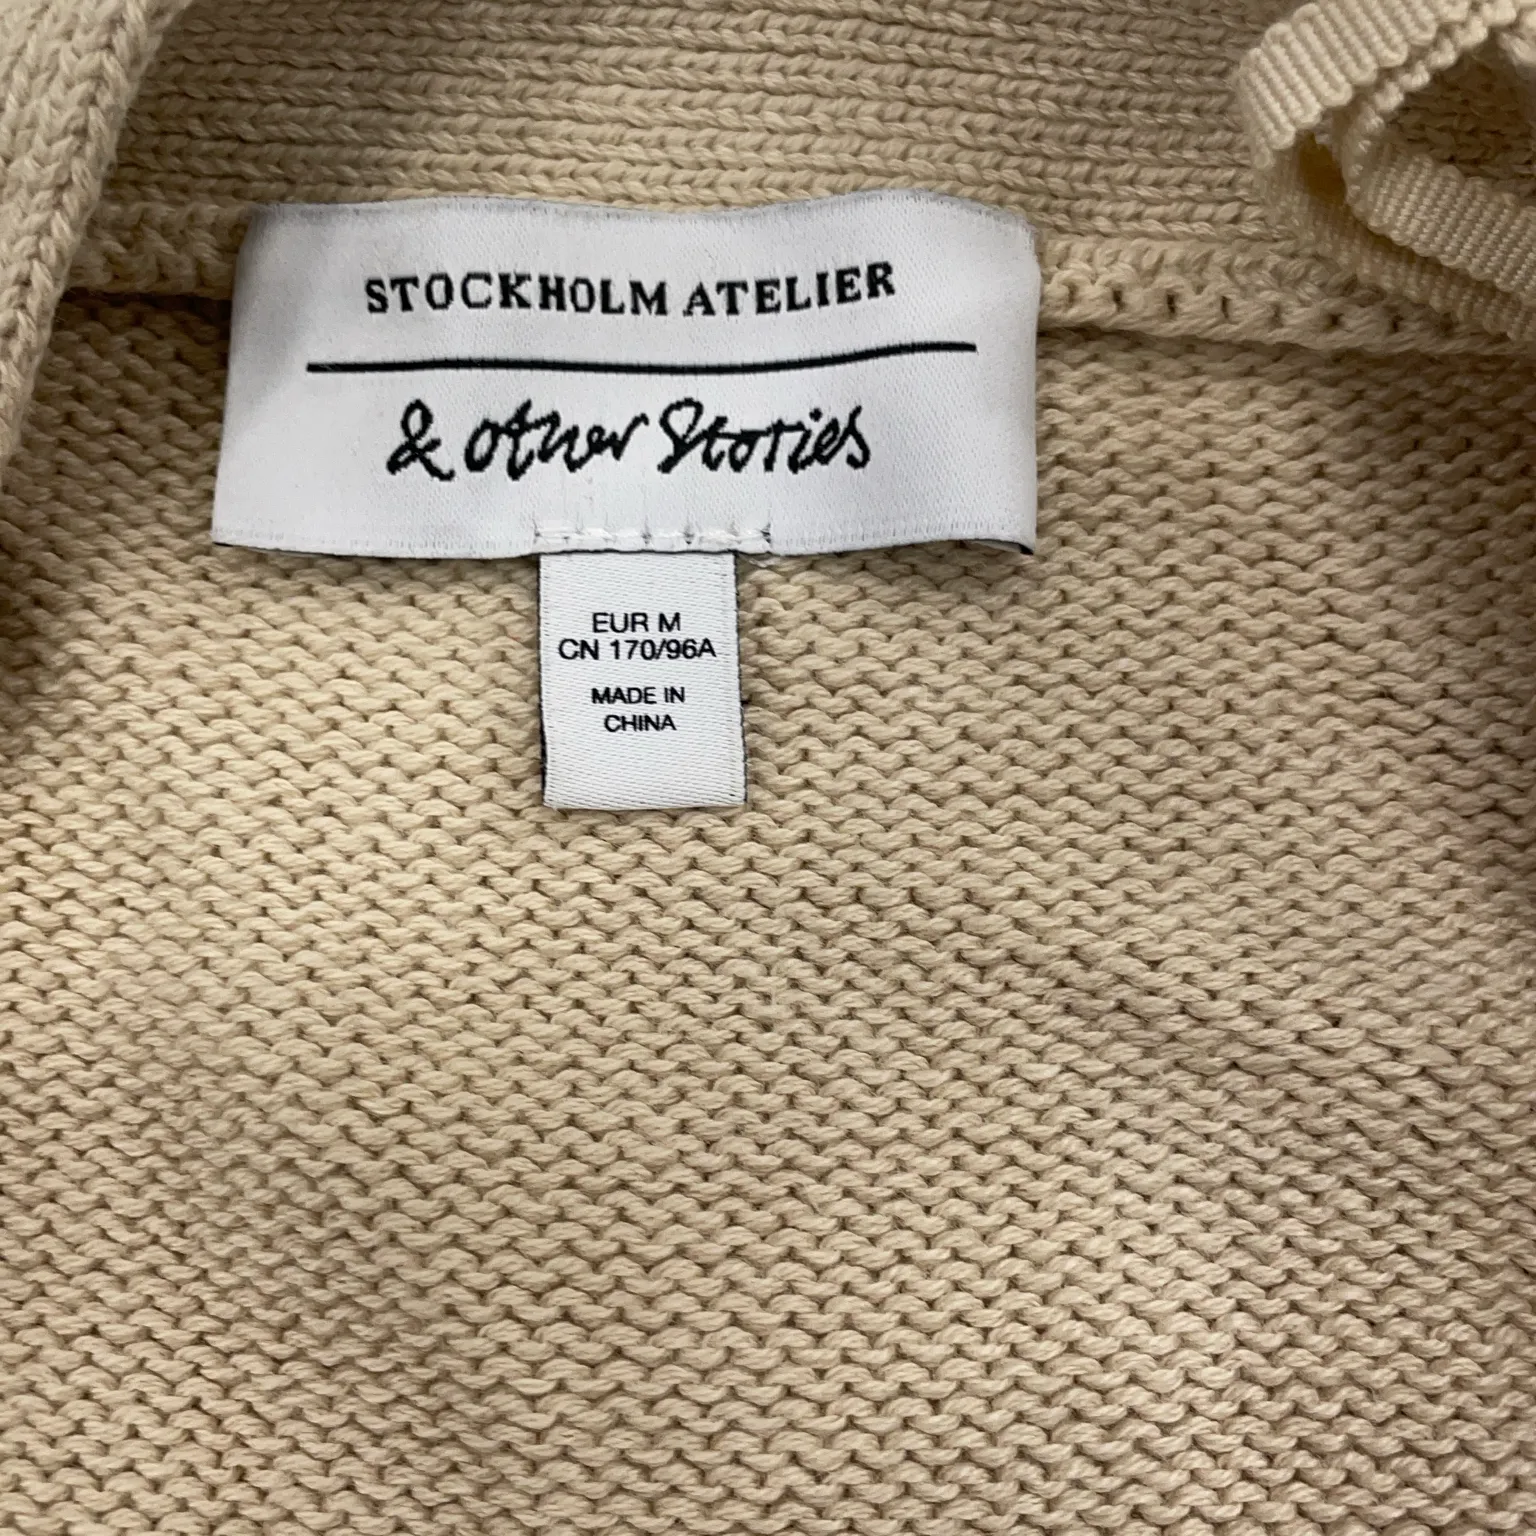 STOCKHOLM ATELIER
& other Stories
EUR M
CN 170/96A
MADE IN
CHINA